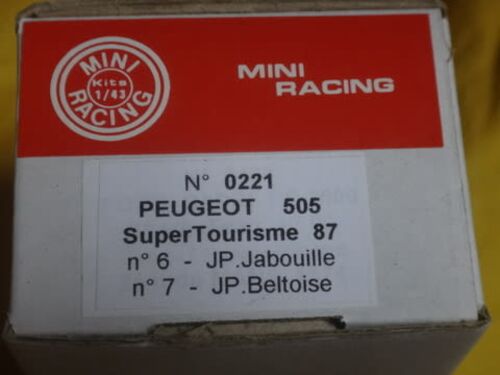 MINI
Kits
1/43
RACING
MINI
RACING
N° 0221
PEUGEOT 505
SuperTourisme 87
n° 6 - JP.Jabouille
n° 7 - JP.Beltoise